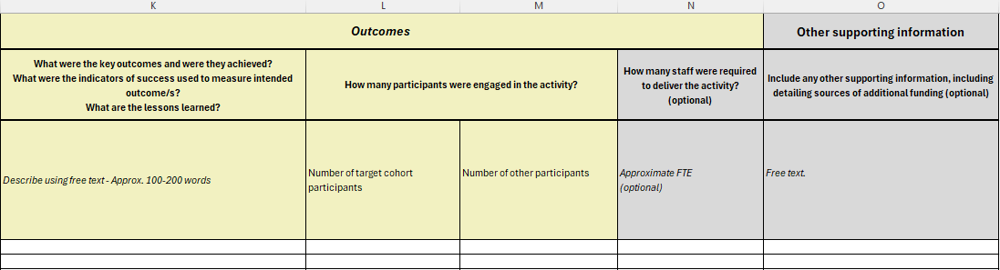 K L M N O
Outcomes Other supporting information
What were the key outcomes and were they achieved?
What were the indicators of success used to measure intended
outcome/s?
What are the lessons learned?
How many participants were engaged in the activity?
How many staff were required
to deliver the activity?
(optional)
Include any other supporting information, including
detailing sources of additional funding (optional)
Describe using free text - Approx. 100-200 words
Number of target cohort
participants
Number of other participants
Approximate FTE
(optional)
Free text.